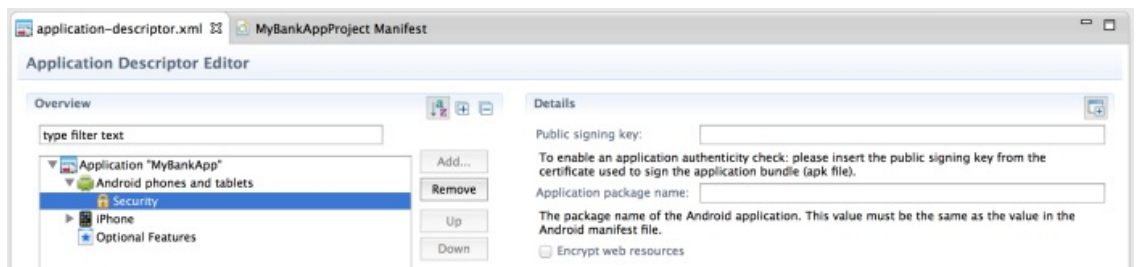 application-descriptor.xml MyBankAppProject Manifest
Application Descriptor Editor
Overview
type filter text
Application "MyBankApp"
Android phones and tablets
Security
iPhone
Optional Features
Add...
Remove
Up
Down
Details
Public signing key:
To enable an application authenticity check: please insert the public signing key from the
certificate used to sign the application bundle (apk file).
Application package name:
The package name of the Android application. This value must be the same as the value in the
Android manifest file.
Encrypt web resources